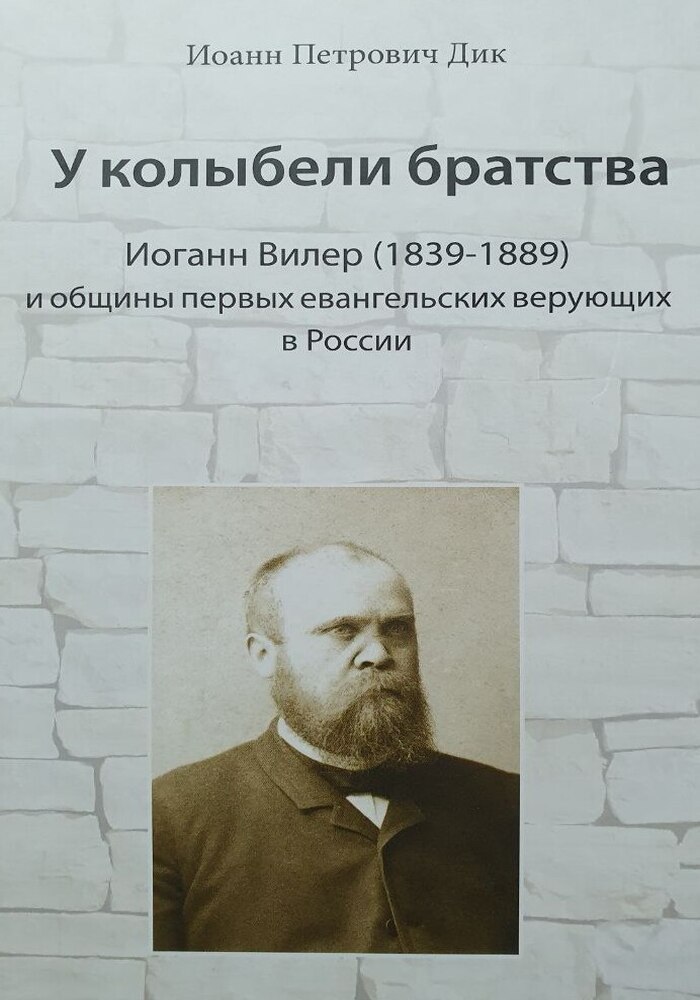 Иоанн Петрович Дик
У колыбели братства
Иоганн Вилер (1839-1889)
и общины первых евангельских верующих
в России